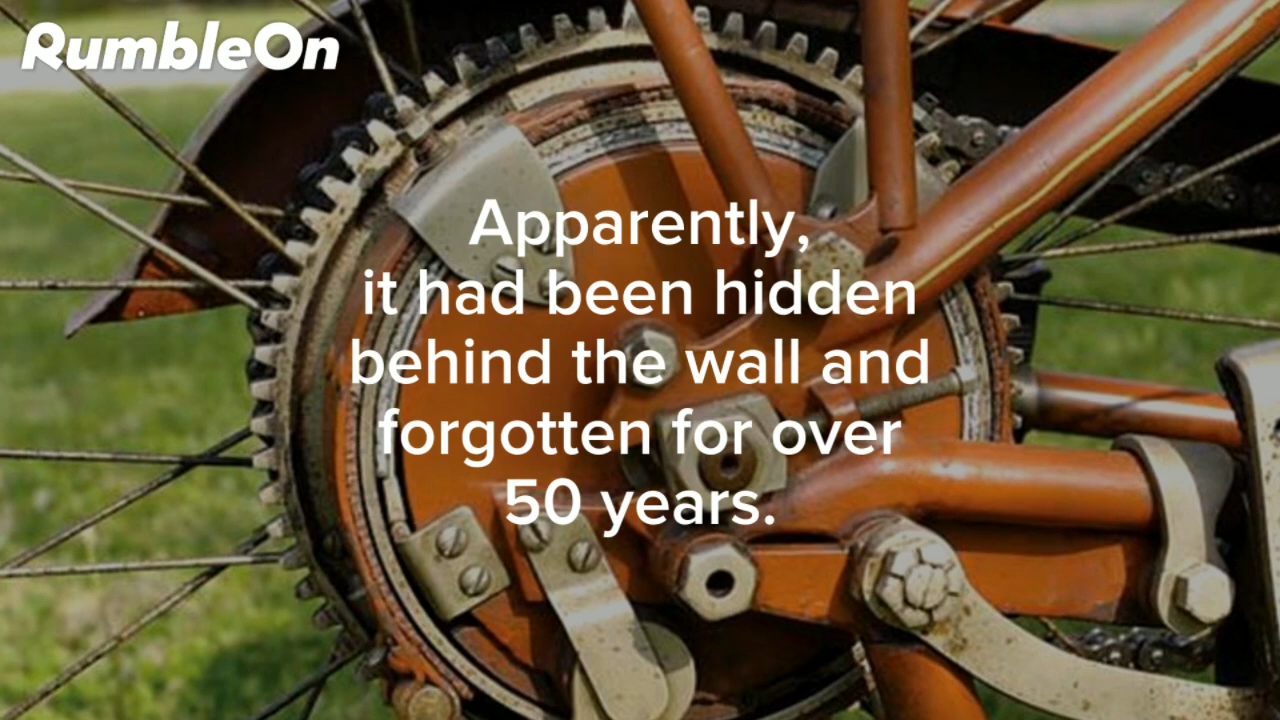 RumbleOn
Apparently,
it had been hidden
behind the wall and
forgotten for over
50 years.